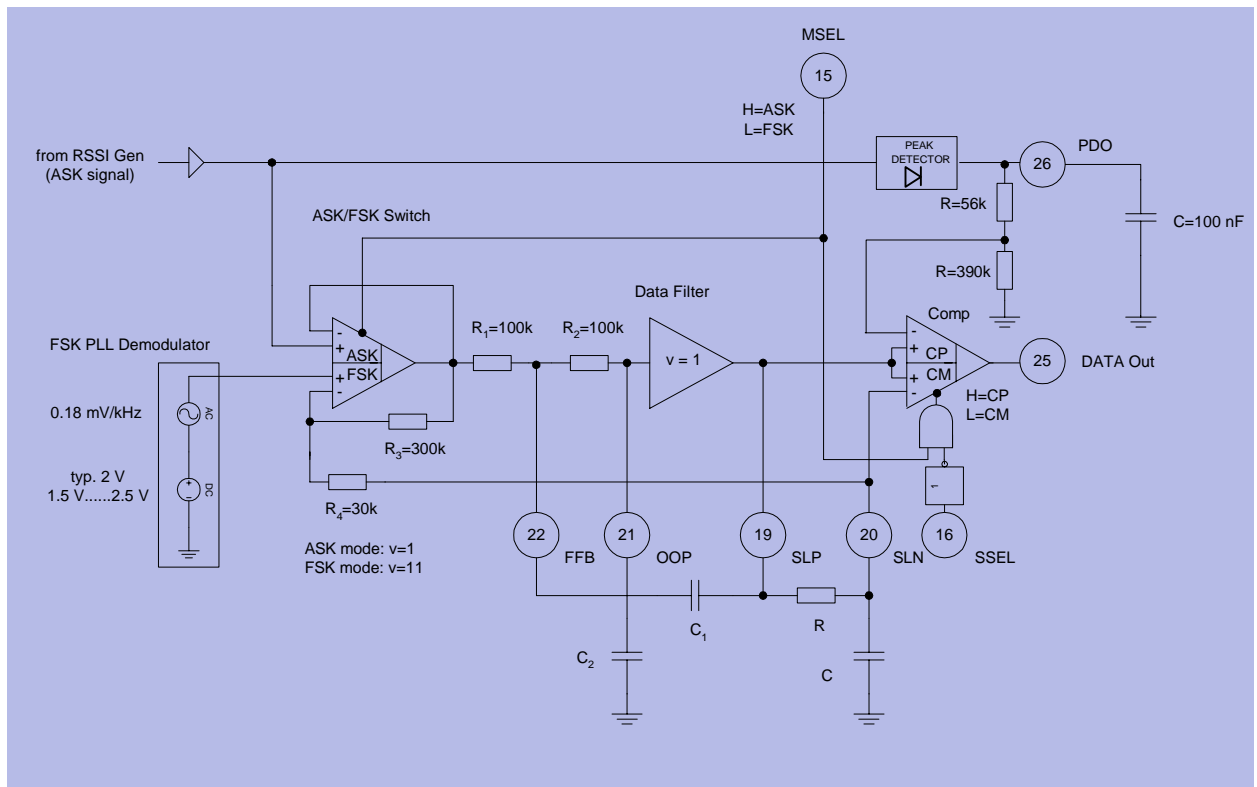 MSEL
15
H=ASK
L=FSK
from RSSI Gen
(ASK signal)
PEAK
DETECTOR
26
PDO
R=56k
C=100 nF
ASK/FSK Switch
R=390k
Data Filter
Comp
FSK PLL Demodulator
-
+
ASK
FSK
+
-
R1=100k
R2=100k
v = 1
-
+
CP
CM
+
-
25
DATA Out
H=CP
L=CM
AC
0.18 mV/kHz
R3=300k
typ. 2 V
1.5 V......2.5 V
+
-
DC
R4=30k
1
22
21
19
20
16
FFB
OOP
SLP
SLN
SSEL
ASK mode: v=1
FSK mode: v=11
C1
R
C2
C